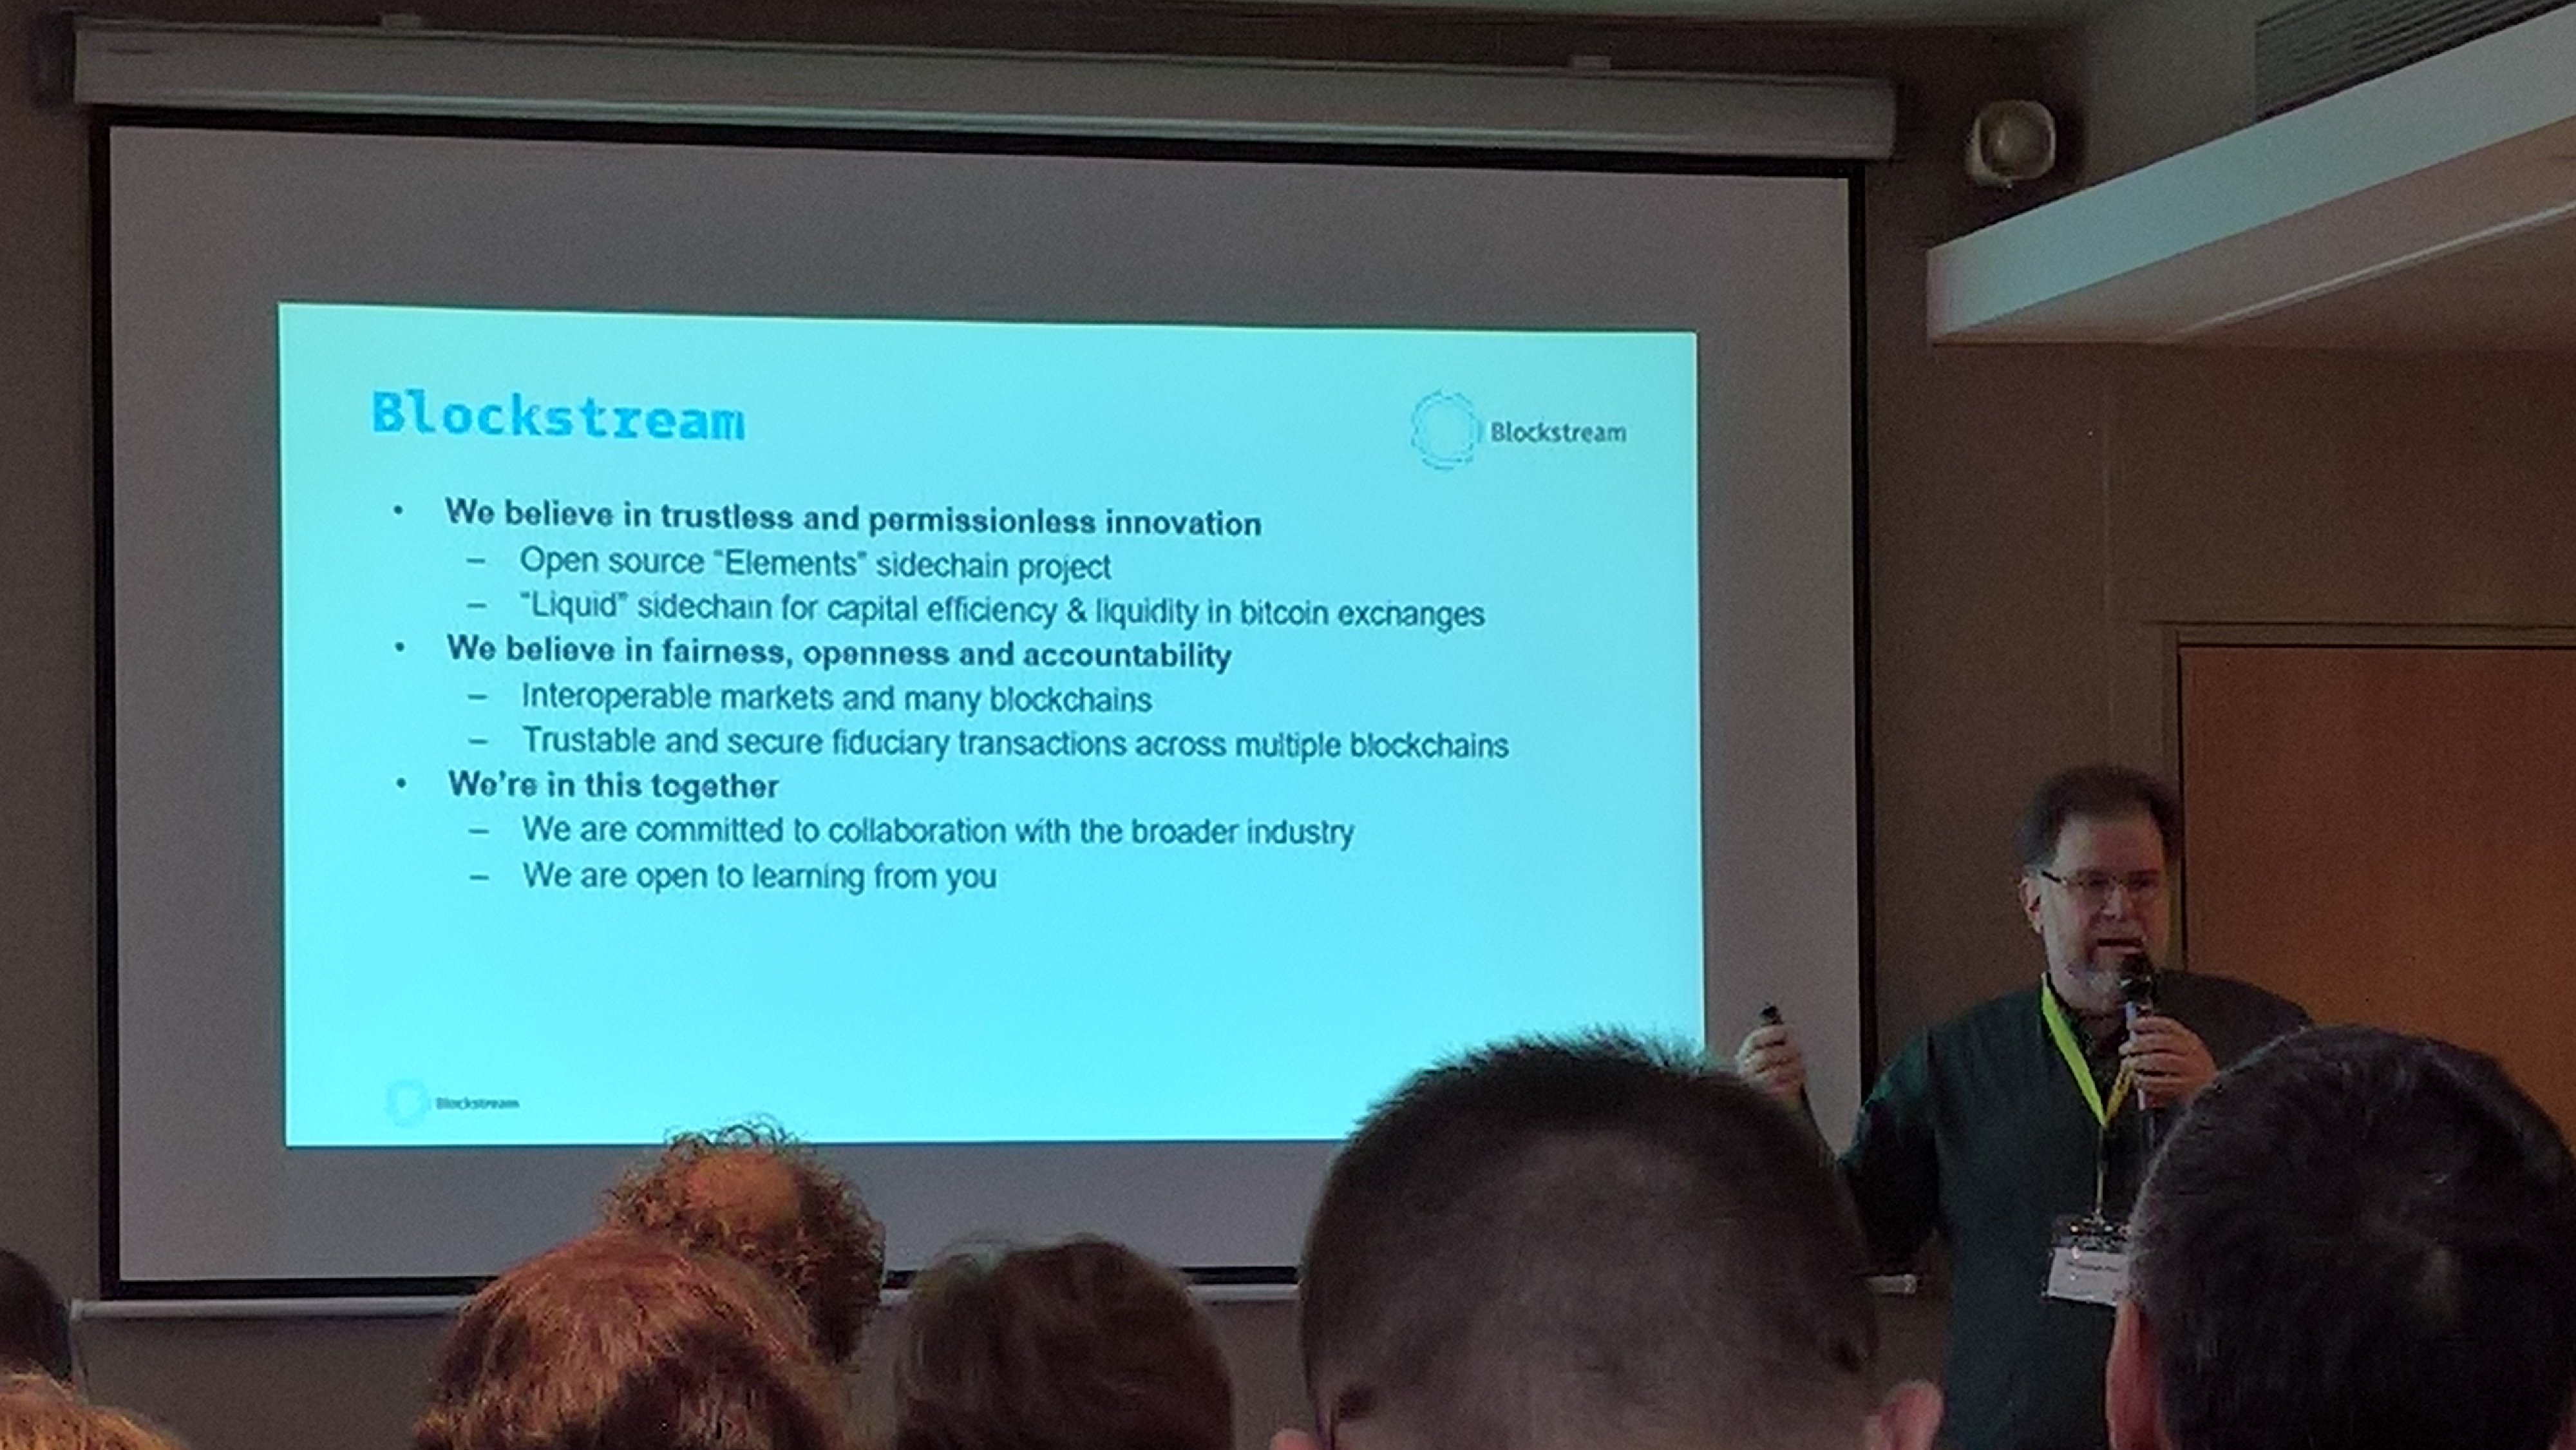 Blockstream
Blockstream
• We believe in trustless and permissionless innovation
– Open source "Elements" sidechain project
– "Liquid" sidechain for capital efficiency & liquidity in bitcoin exchanges
• We believe in fairness, openness and accountability
– Interoperable markets and many blockchains
– Trustable and secure fiduciary transactions across multiple blockchains
• We're in this together
– We are committed to collaboration with the broader industry
– We are open to learning from you
Blockstream